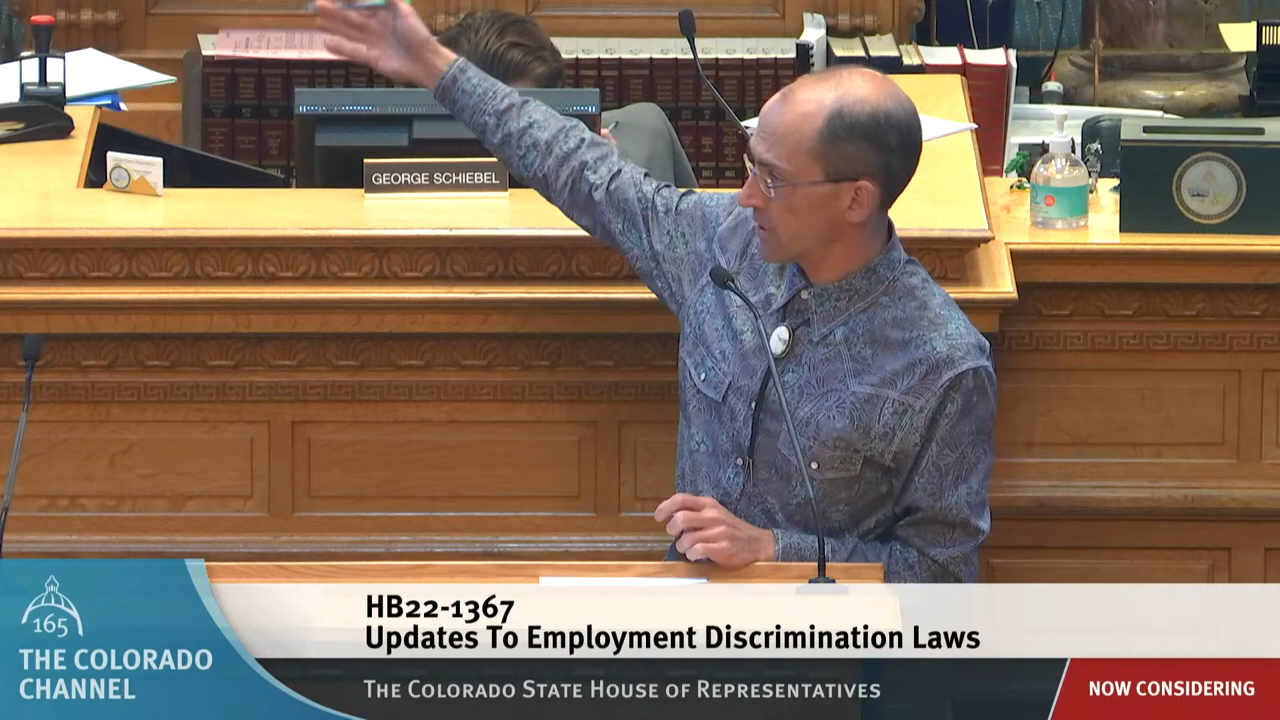 GEORGE SCHIEBEL
HB22-1367
Updates To Employment Discrimination Laws
165
THE COLORADO
CHANNEL
THE COLORADO STATE HOUSE OF REPRESENTATIVES
NOW CONSIDERING